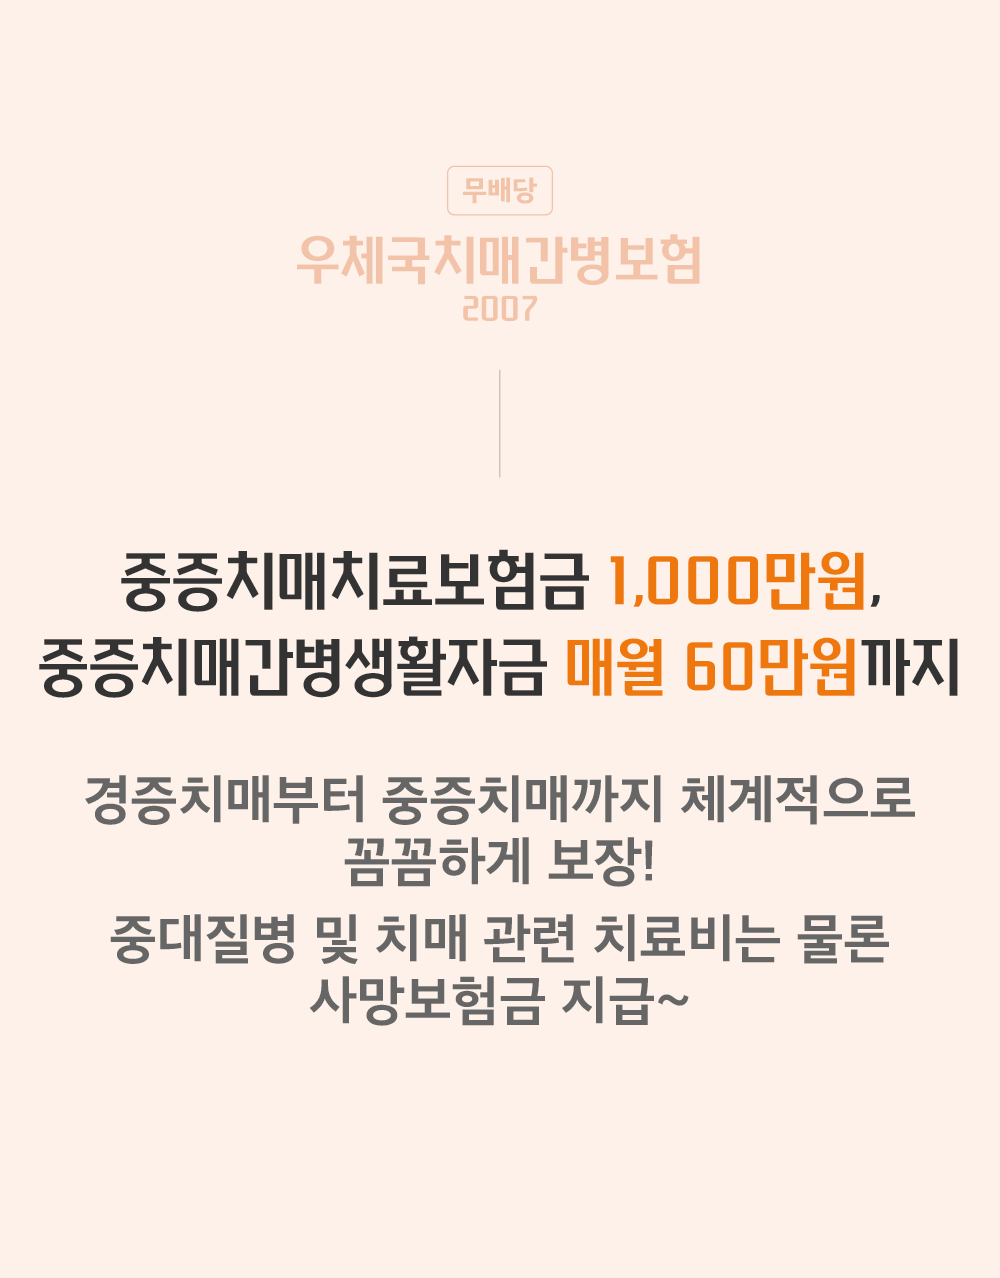 무배당
우체국치매간병보험
2007
중증치매치료보험금 1,000만원,
중증치매간병생활자금 매월 60만원까지
경증치매부터 중증치매까지 체계적으로
꼼꼼하게 보장!
중대질병 및 치매 관련 치료비는 물론
사망보험금 지급~